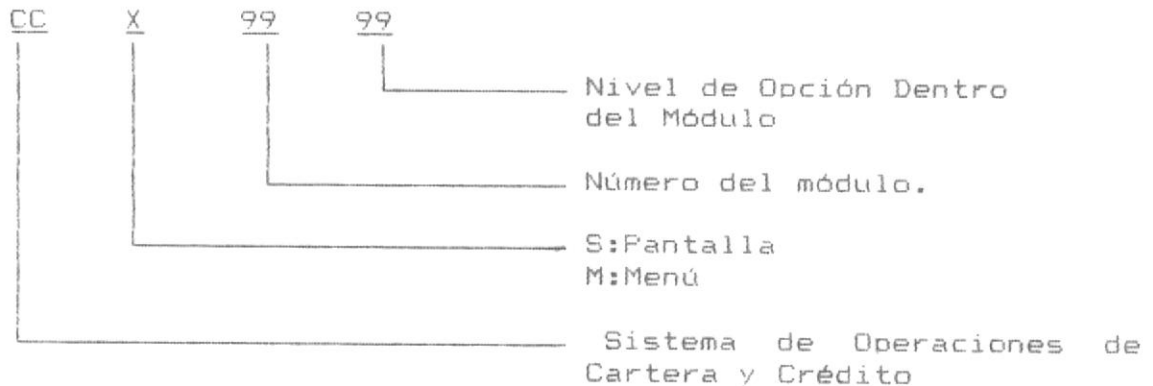 CC X 99 99
Nivel de Opción Dentro
del Módulo
Número del módulo.
S:Pantalla
M:Menú
Sistema de Operaciones de
Cartera y Crédito